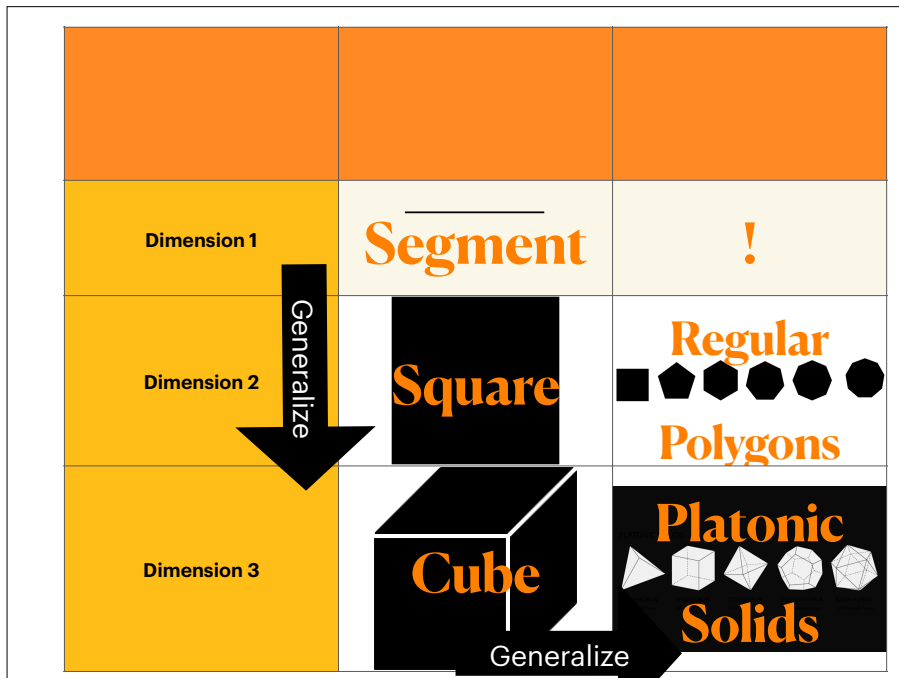 Dimension 1
Segment
!
Generalize
Dimension 2
Square
Regular
Polygons
Dimension 3
Cube
Platonic
Solids
Generalize